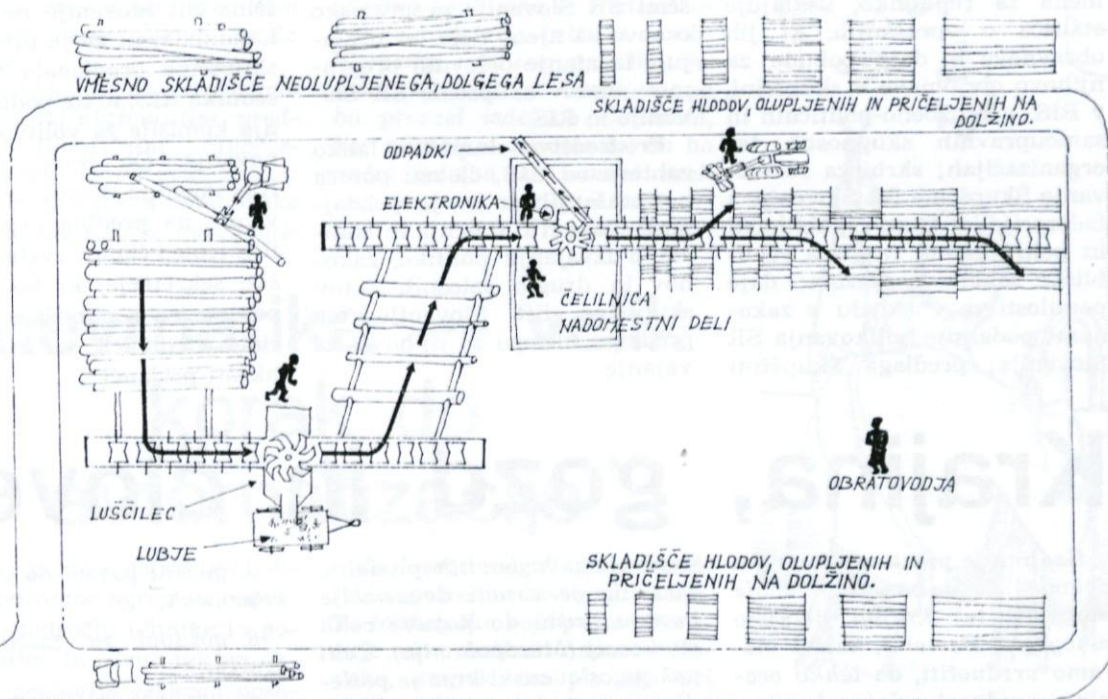 VMESNO SKLADIŠČE NEOLUPLJENEGA, DOLGEGA LESA
SKLADIŠČE HLODOV, OLUPLJENIH IN PRIČELJENIH NA
DOLŽINO.
ODPADKI
ELEKTRONIKA
ČELILNICA
NADOMESTNI DELI
OBRATOVODJA
LUŠČILEC
LUBJE
SKLADIŠČE HLODOV, OLUPLJENIH IN
PRIČELJENIH NA DOLŽINO.